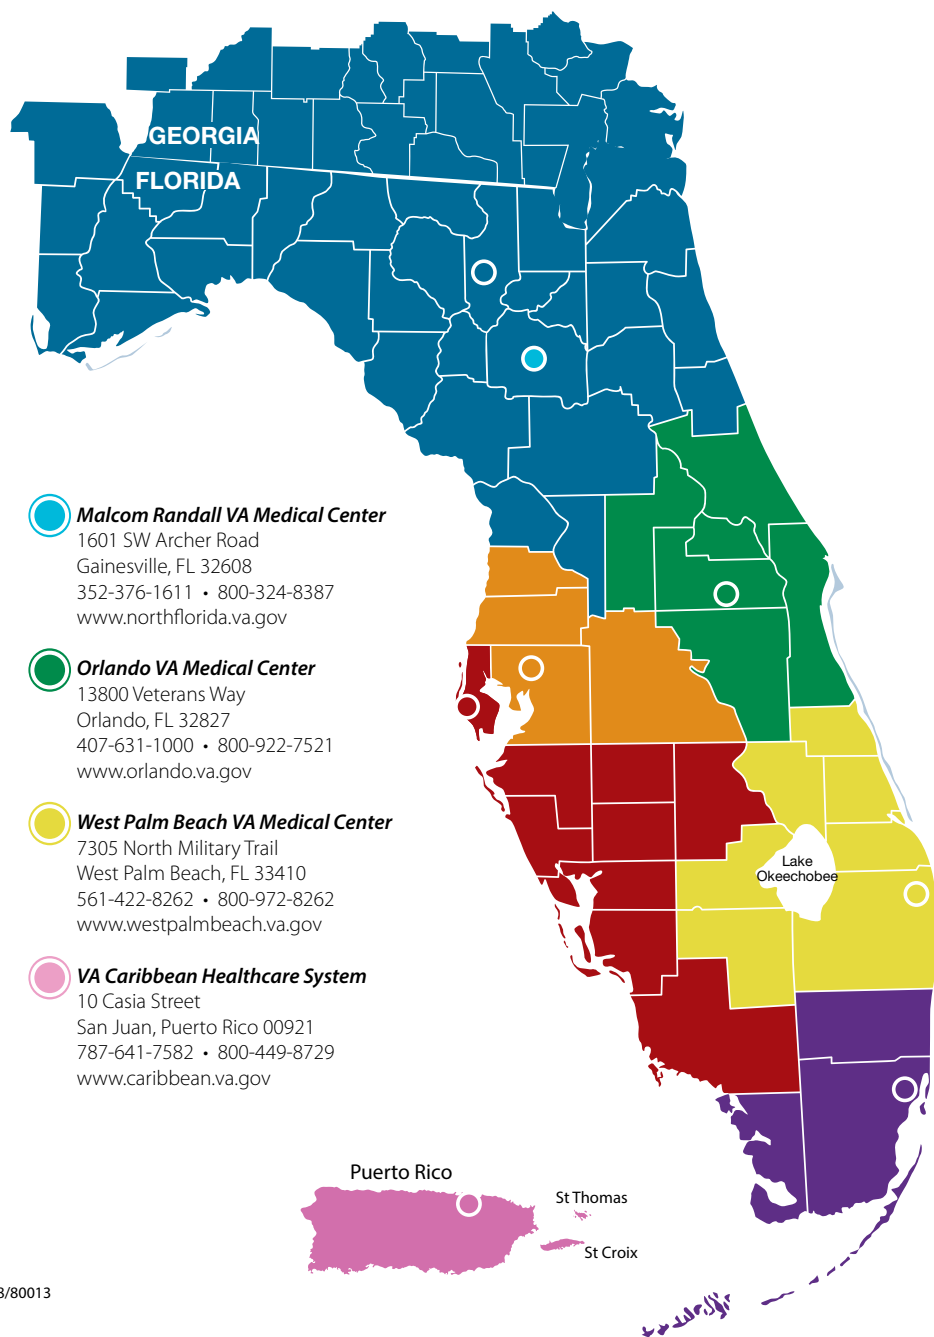 GEORGIA
FLORIDA
Malcom Randall VA Medical Center
1601 SW Archer Road
Gainesville, FL 32608
352-376-1611 • 800-324-8387
www.northflorida.va.gov
Orlando VA Medical Center
13800 Veterans Way
Orlando, FL 32827
407-631-1000 • 800-922-7521
www.orlando.va.gov
West Palm Beach VA Medical Center
7305 North Military Trail
West Palm Beach, FL 33410
561-422-8262 • 800-972-8262
www.westpalmbeach.va.gov
Lake
Okeechobee
VA Caribbean Healthcare System
10 Casia Street
San Juan, Puerto Rico 00921
787-641-7582 • 800-449-8729
www.caribbean.va.gov
Puerto Rico
St Thomas
St Croix
/80013